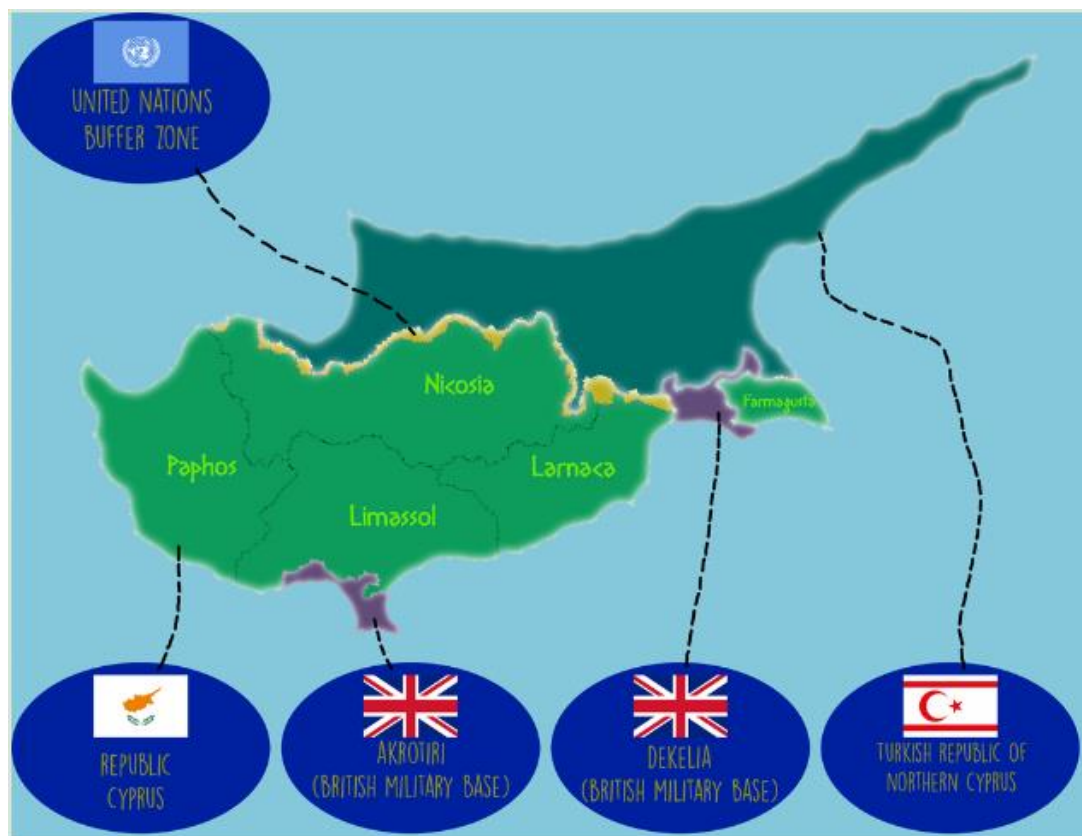 UNITED NATIONS
BUFFER ZONE
Nicosia
Farmagusta
Paphos
Larnaca
Limassol
REPUBLIC
CYPRUS
AKROTIRI
(BRITISH MILITARY BASE)
DEKELIA
(BRITISH MILITARY BASE)
TURKISH REPUBLIC OF
NORTHERN CYPRUS